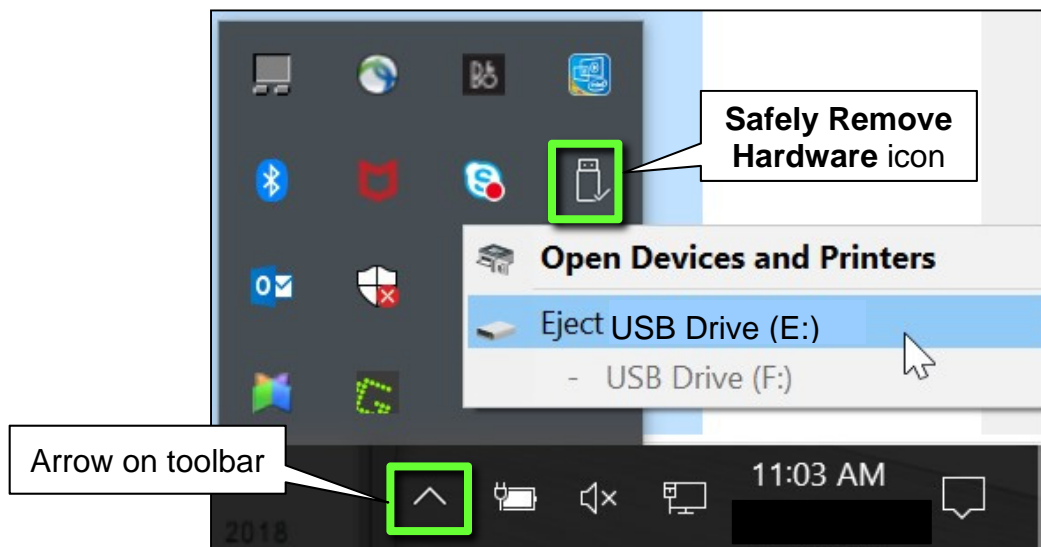 Safely Remove
Hardware icon
Open Devices and Printers
Eject USB Drive (E:)
- USB Drive (F:)
Arrow on toolbar
11:03 AM
2018